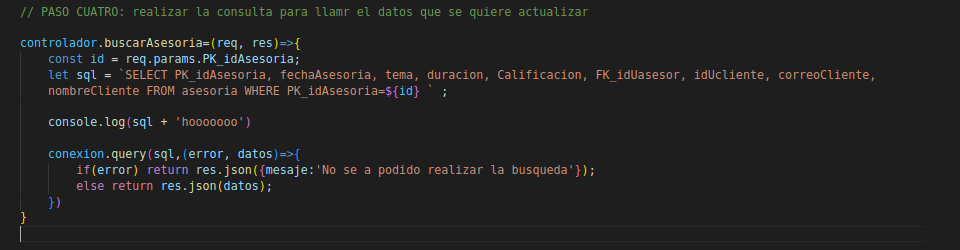 // PASO CUATRO: realizar la consulta para llamr el datos que se quiere actualizar
controlador.buscarAsesoria=(req, res)=>{
const id = req.params.PK_idAsesoria;
let sql = `SELECT PK_idAsesoria, fechaAsesoria, tema, duracion, Calificacion, FK_idUasesor, idUcliente, correoCliente,
nombreCliente FROM asesoria WHERE PK_idAsesoria=${id} ` ;
console.log(sql + 'hooooooo')
conexion.query(sql,(error, datos)=>{
if(error) return res.json({mesaje:'No se a podido realizar la busqueda'});
else return res.json(datos);
})
}